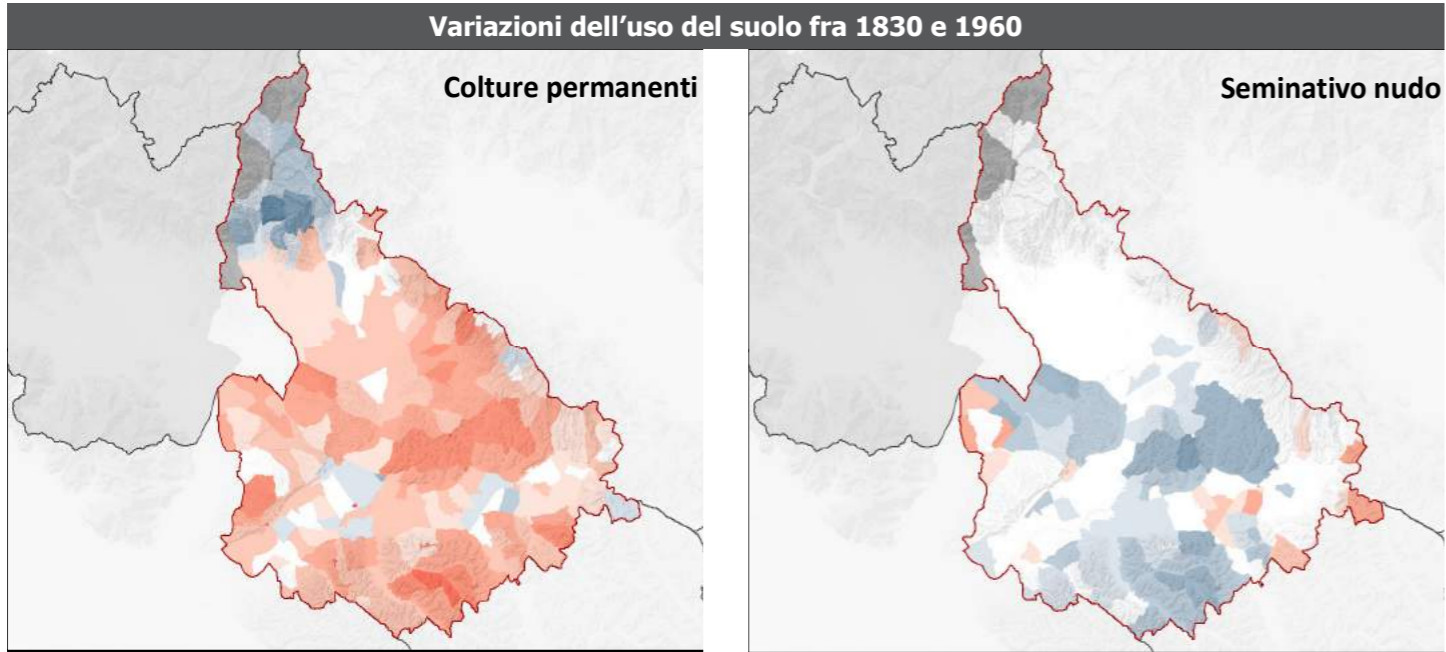 Variazioni dell'uso del suolo fra 1830 e 1960
Colture permanenti
Seminativo nudo